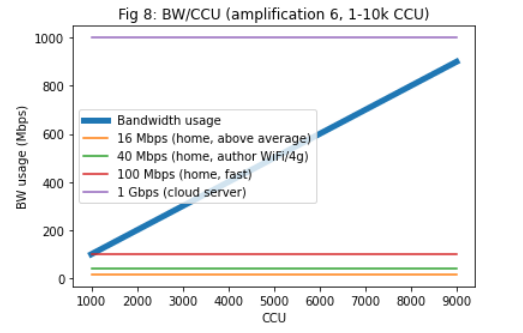 Fig 8: BW/CCU (amplification 6, 1-10k CCU)
1000
800
600
400
200
0
BW usage (Mbps)
Bandwidth usage
16 Mbps (home, above average)
40 Mbps (home, author WiFi/4g)
100 Mbps (home, fast)
1 Gbps (cloud server)
1000 2000 3000 4000 5000 6000 7000 8000 9000
CCU